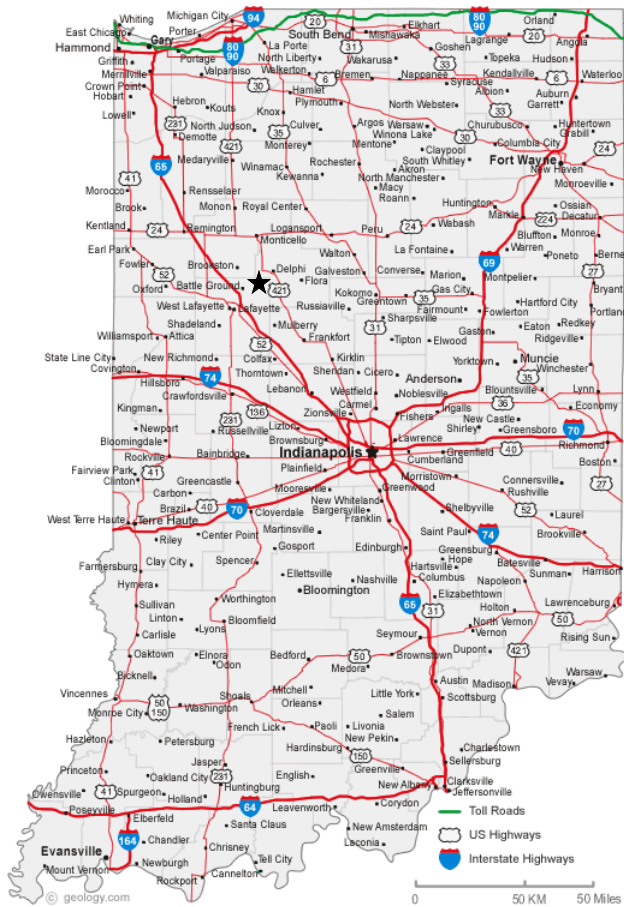 Michigan City
Whiting
94
20
80
90
Orland
East Chicago
Porter
Elkhart
Angola
Gary
South Bend
Mishawaka
Lagrange
20
Hammond
80
90
La Porte
31
Goshen
Griffith
Portage
North Liberty
Wakarusa
33
Topeka
Hudson
Merrillville
Valparaiso
Walkerton
6
Bremen
Nappanee
Kendallville
6
Waterloo
Crown Point
30
Hamlet
Syracuse
Albion
Auburn
Hobart
Hebron
Kouts
Plymouth
North Webster
Garrett
Lowell
Knox
33
231
North Judson
35
Culver
Argos
Warsaw
Churubusco
Huntertown
Demotte
Winona Lake
30
Grabill
421
Monterey
Mentone
Claypool
Columbia City
24
65
Medaryville
Winamac
Rochester
South Whitley
Fort Wayne
Akron
New Haven
41
Kewanna
North Manchester
Monroeville
Morocco
Rensselaer
Macy
Roann
Brook
Monon
Royal Center
Huntington
Ossian
Markle
224
Decatur
Kentland
24
Remington
Logansport
Peru
24
Wabash
Bluffton
Monroe
Monticello
Earl Park
Walton
La Fontaine
Warren
Poneto
Berne
Fowler
52
Brookston
Delphi
Galveston
Converse
Marion
69
Montpelier
27
Oxford
Battle Ground
421
Flora
Kokomo
Gas City
Bryant
Greentown
35
Hartford City
West Lafayette
Lafayette
Russiaville
Fairmount
Fowlerton
Portland
Shadeland
Mulberry
31
Sharpsville
Gaston
Eaton
Redkey
Williamsport
Attica
52
Frankfort
Tipton
Elwood
Ridgeville
State Line City
New Richmond
Colfax
Kirklin
Yorktown
Muncie
Covington
74
Thorntown
Sheridan
Cicero
Anderson
35
Winchester
Hillsboro
Lebanon
Westfield
Noblesville
Blountsville
Lynn
Crawfordsville
Carmel
36
Kingman
136
Zionsville
Fishers
Ingalls
New Castle
Economy
Newport
231
Russellville
Lizton
Shirley
Greensboro
70
Bloomingdale
Brownsburg
Lawrence
Richmond
Rockville
Bainbridge
Indianapolis
Greenfield
40
Cumberland
Boston
Fairview Park
41
Plainfield
Morristown
Clinton
Greencastle
Connersville
27
Carbon
Mooresville
Greenwood
Rushville
Brazil
40
70
Cloverdale
New Whiteland
Shelbyville
52
Laurel
West Terre Haute
Terre Haute
Bargersville
Franklin
Riley
Center Point
Martinsville
Saint Paul
74
Brookville
Gosport
Edinburgh
Greensburg
Farmersburg
Clay City
Spencer
Hope
Batesville
Hartsville
Sunman
Harrison
Hymera
Ellettsville
Nashville
Columbus
Napoleon
Bloomington
Elizabethtown
Sullivan
Worthington
65
31
Holton
Lawrenceburg
Linton
Bloomfield
North Vernon
50
Carlisle
Lyons
Seymour
Vernon
Rising Sun
Oaktown
Elnora
Bedford
50
Brownstown
Dupont
421
Odon
Medora
Bicknell
Warsaw
Austin
Madison
Vevay
Vincennes
Shoals
Mitchell
Little York
Scottsburg
50
150
Washington
Orleans
Monroe City
Salem
French Lick
Paoli
Livonia
Hazleton
Petersburg
New Pekin
Hardinsburg
Charlestown
150
Jasper
Sellersburg
Princeton
Oakland City
231
English
Greenville
Clarksville
Owensville
41
Spurgeon
Huntingburg
New Albany
Jeffersonville
Holland
64
Leavenworth
Corydon
Toll Roads
Poseyville
Elberfeld
Santa Claus
New Amsterdam
US Highways
164
Chandler
Laconia
Evansville
Chrisney
Interstate Highways
Mount Vernon
Newburgh
Tell City
Rockport
Cannelton
© geology.com
0 50 KM 50 Miles